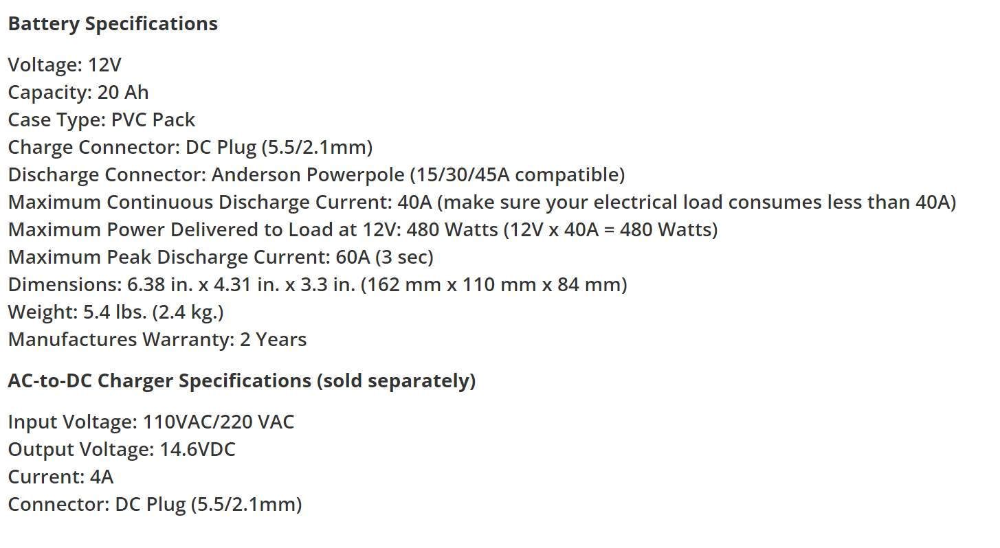 Battery Specifications
Voltage: 12V
Capacity: 20 Ah
Case Type: PVC Pack
Charge Connector: DC Plug (5.5/2.1mm)
Discharge Connector: Anderson Powerpole (15/30/45A compatible)
Maximum Continuous Discharge Current: 40A (make sure your electrical load consumes less than 40A)
Maximum Power Delivered to Load at 12V: 480 Watts (12V x 40A = 480 Watts)
Maximum Peak Discharge Current: 60A (3 sec)
Dimensions: 6.38 in. x 4.31 in. x 3.3 in. (162 mm x 110 mm x 84 mm)
Weight: 5.4 lbs. (2.4 kg.)
Manufactures Warranty: 2 Years
AC-to-DC Charger Specifications (sold separately)
Input Voltage: 110VAC/220 VAC
Output Voltage: 14.6VDC
Current: 4A
Connector: DC Plug (5.5/2.1mm)